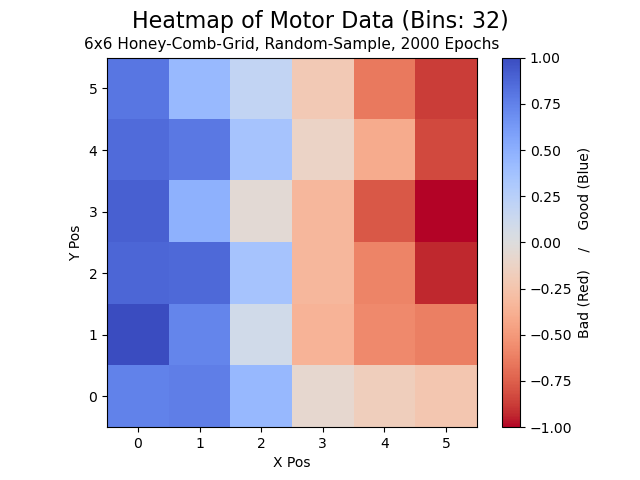 Heatmap of Motor Data (Bins: 32)
6x6 Honey-Comb-Grid, Random-Sample, 2000 Epochs
Y Pos
5
4
3
2
1
0
0 1 2 3 4 5
X Pos
1.00
0.75
0.50
0.25
0.00
−0.25
−0.50
−0.75
−1.00
Bad (Red) / Good (Blue)